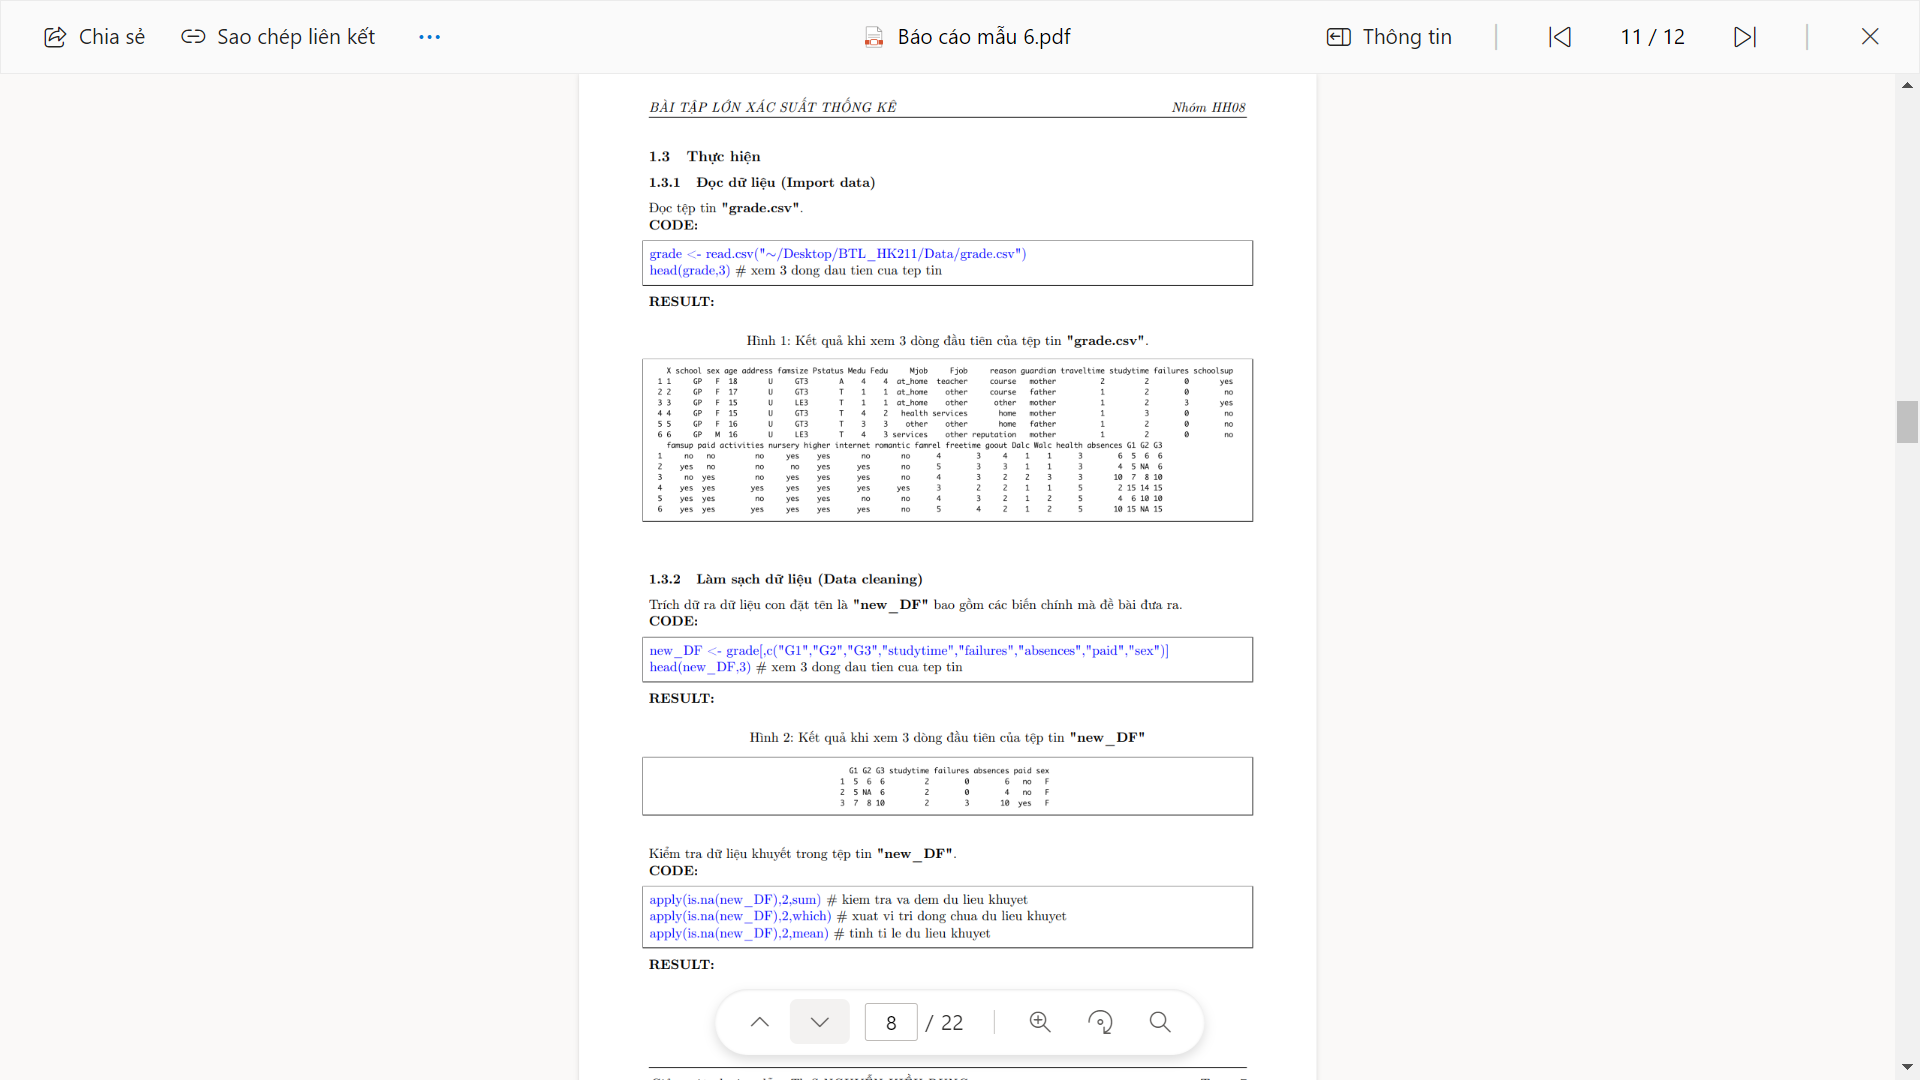 Chia sẻ
Sao chép liên kết
Báo cáo mẫu 6.pdf
Thông tin
11 / 12
BÀI TẬP LỚN XÁC SUẤT THỐNG KÊ Nhóm HH08
1.3 Thực hiện
1.3.1 Đọc dữ liệu (Import data)
Đọc tệp tin "grade.csv".
CODE:
grade <- read.csv("~/Desktop/BTL_HK211/Data/grade.csv")
head(grade,3) # xem 3 dong dau tien cua tep tin
RESULT:
Hình 1: Kết quả khi xem 3 dòng đầu tiên của tệp tin "grade.csv".
X school sex age address famsize Pstatus Medu Fedu Mjob Fjob reason guardian traveltime studytime failures schoolsup
1 1 GP F 18 U GT3 A 4 4 at_home teacher course mother 2 2 0 yes
2 2 GP F 17 U GT3 T 1 1 at_home other course father 1 2 0 no
3 3 GP F 15 U LE3 T 1 1 at_home other other mother 1 2 3 yes
4 4 GP F 15 U GT3 T 4 2 health services home mother 1 3 0 no
5 5 GP F 16 U GT3 T 3 3 other other home father 1 2 0 no
6 6 GP M 16 U LE3 T 4 3 services other reputation mother 1 2 0 no
famsup paid activities nursery higher internet romantic famrel freetime goout Dalc Walc health absences G1 G2 G3
1 no no no yes yes no no 4 3 4 1 1 3 6 5 6 6
2 yes no no no yes yes no 5 3 3 1 1 3 4 5 NA 6
3 no yes no yes yes yes no 4 3 2 2 3 3 10 7 8 10
4 yes yes yes yes yes yes yes 3 2 2 1 1 5 2 15 14 15
5 yes yes no yes yes no no 4 3 2 1 2 5 4 6 10 10
6 yes yes yes yes yes yes no 5 4 2 1 2 5 10 15 NA 15
1.3.2 Làm sạch dữ liệu (Data cleaning)
Trích dữ ra dữ liệu con đặt tên là "new_DF" bao gồm các biến chính mà đề bài đưa ra.
CODE:
new_DF <- grade[,c("G1","G2","G3","studytime","failures","absences","paid","sex")]
head(new_DF,3) # xem 3 dong dau tien cua tep tin
RESULT:
Hình 2: Kết quả khi xem 3 dòng đầu tiên của tệp tin "new_DF"
G1 G2 G3 studytime failures absences paid sex
1 5 6 6 2 0 6 no F
2 5 NA 6 2 0 4 no F
3 7 8 10 2 3 10 yes F
Kiểm tra dữ liệu khuyết trong tệp tin "new_DF".
CODE:
apply(is.na(new_DF),2,sum) # kiem tra va dem du lieu khuyet
apply(is.na(new_DF),2,which) # xuat vi tri dong chua du lieu khuyet
apply(is.na(new_DF),2,mean) # tinh ti le du lieu khuyet
RESULT:
8 / 22